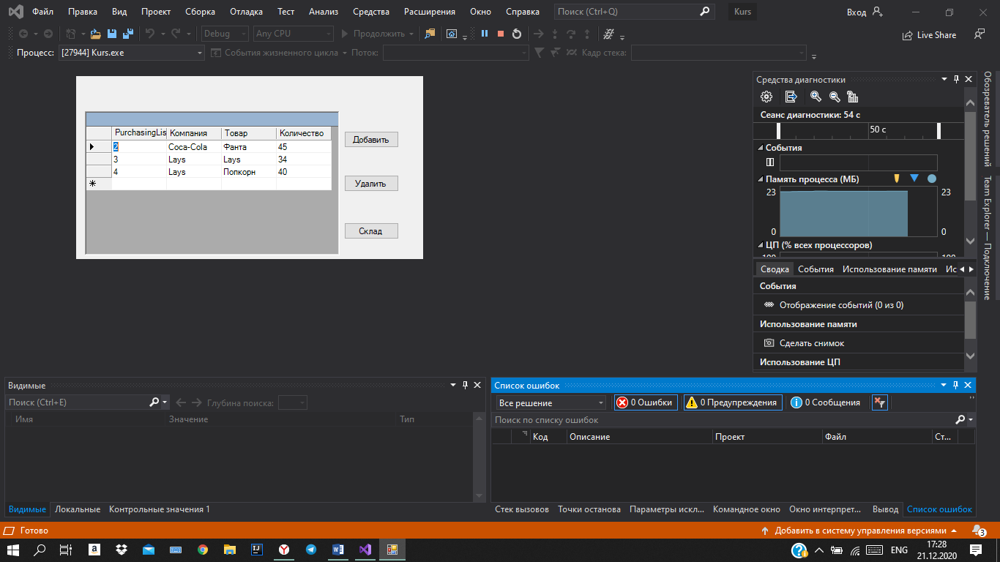 Файл Правка Вид Проект Сборка Отладка Тест Анализ Средства Расширения Окно Справка Поиск (Ctrl+Q) Kurs Вход
Debug Any CPU Продолжить Live Share
Процесс: [27944] Kurs.exe События жизненного цикла Поток: Кадр стека:
PurchasingLis Компания Товар Количество
2 Coca-Cola Фанта 45
3 Lays Lays 34
4 Lays Попкорн 40
Добавить
Удалить
Склад
Средства диагностики
Сеанс диагностики: 54 с
50 с
События
Память процесса (МБ)
23 23
0 0
ЦП (% всех процессоров)
100 100
Сводка События Использование памяти Ис
События
Отображение событий (0 из 0)
Использование памяти
Сделать снимок
Использование ЦП
Обозреватель решений
Team Explorer — Подключение
Видимые
Поиск (Ctrl+E) Глубина поиска:
Имя Значение Тип
Видимые Локальные Контрольные значения 1
Список ошибок
Все решение 0 Ошибки 0 Предупреждения 0 Сообщения
Поиск по списку ошибок
Код Описание Проект Файл Ст...
Стек вызовов Точки останова Параметры искл... Командное окно Окно интерпрет... Вывод Список ошибок
Готово Добавить в систему управления версиями 3
17:28
ENG
21.12.2020